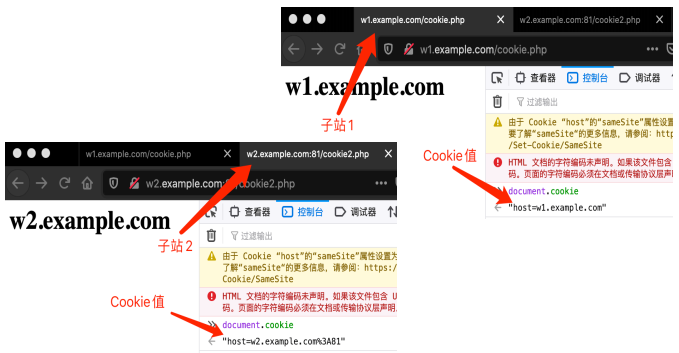 w1.example.com/cookie.php
w2.example.com:81/cookie2.php
w1.example.com/cookie.php
w1.example.com
查看器
控制台
调试器
过滤输出
由于 Cookie “host”的“sameSite”属性设置
要了解“sameSite“的更多信息，请参阅：http
/Set-Cookie/SameSite
HTML 文档的字符编码未声明。如果该文件包含
码。页面的字符编码必须在文档或传输协议层声
document.cookie
"host=w1.example.com"
子站1
Cookie值
w1.example.com/cookie.php
w2.example.com:81/cookie2.php
w2.example.com:81/cookie2.php
w2.example.com
查看器
控制台
调试器
过滤输出
由于 Cookie “host”的“sameSite”属性设置为
了解“sameSite“的更多信息，请参阅：https:/
Cookie/SameSite
HTML 文档的字符编码未声明。如果该文件包含 U
码。页面的字符编码必须在文档或传输协议层声明.
document.cookie
"host=w2.example.com%3A81"
子站2
Cookie值